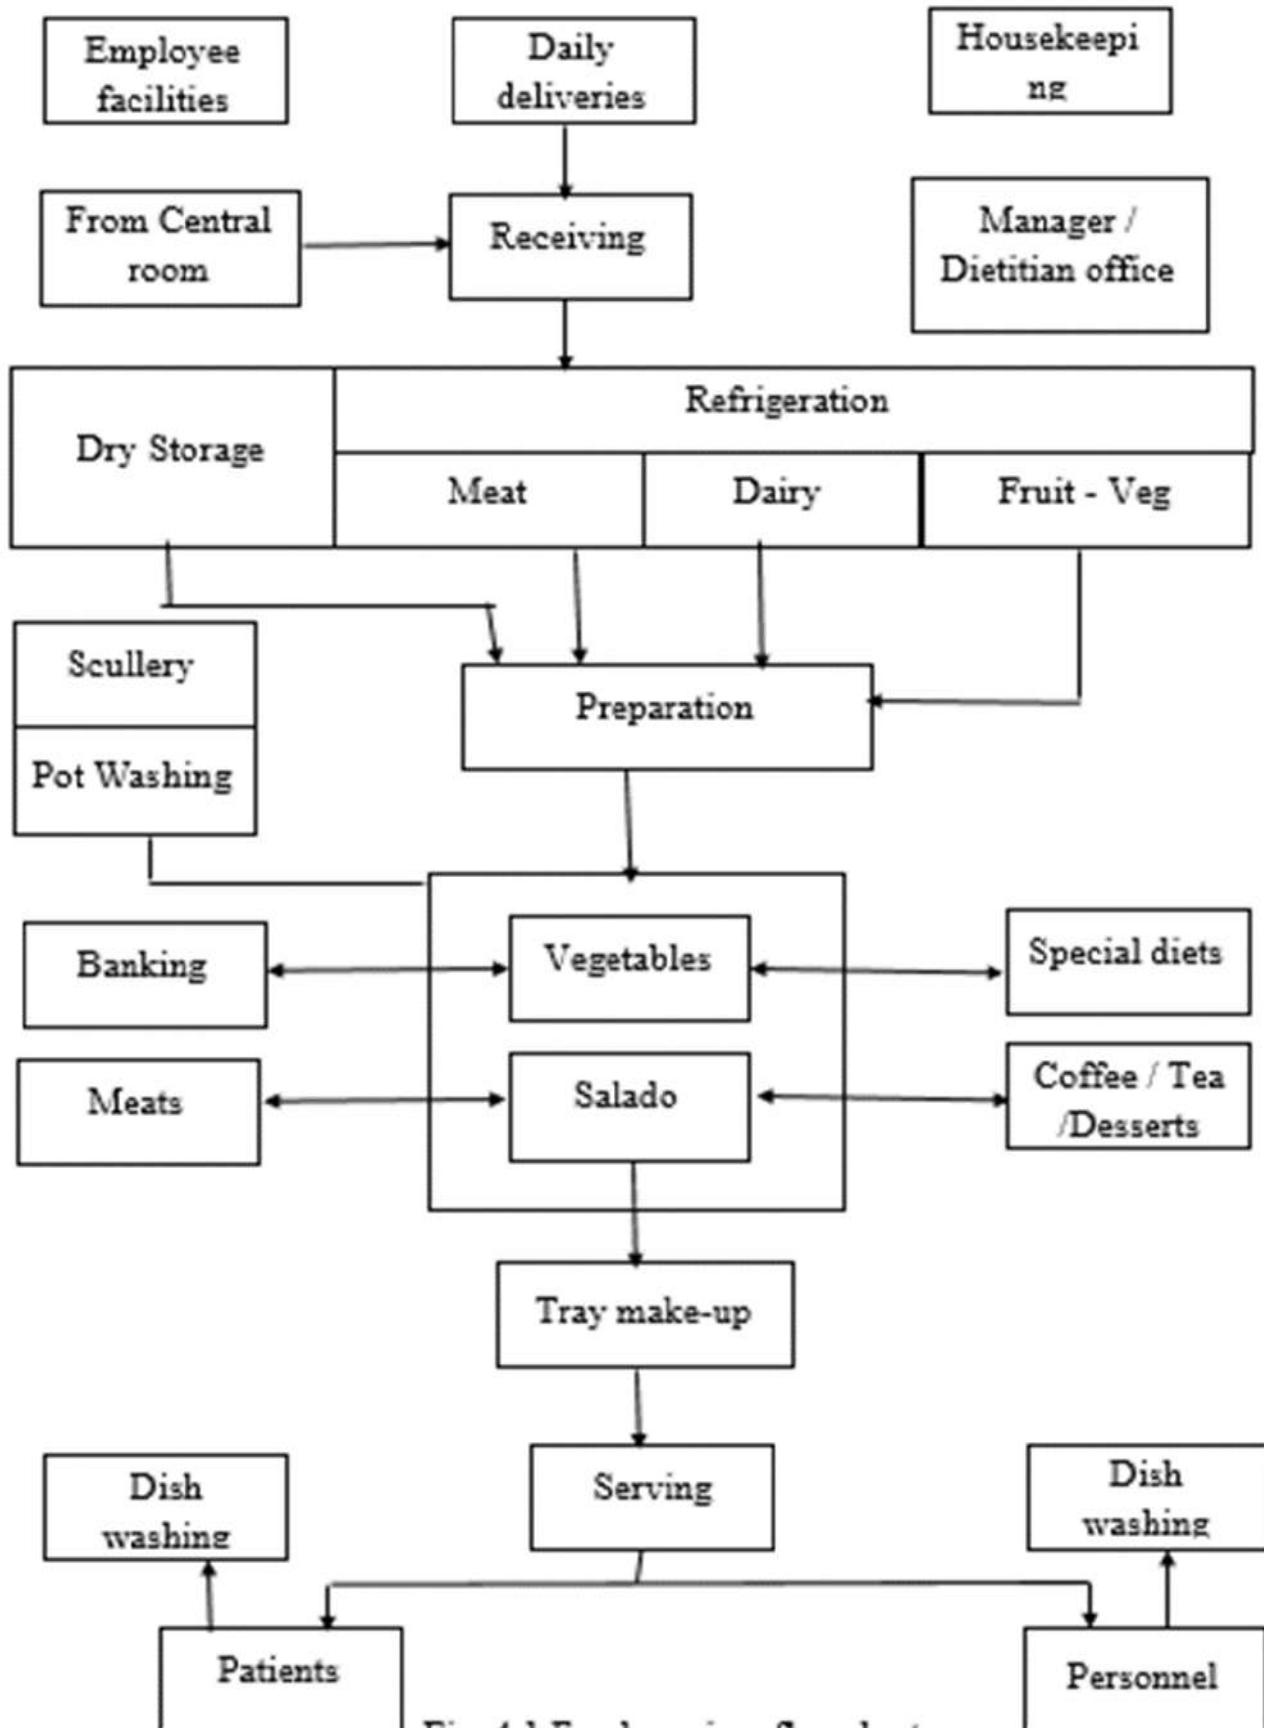 Employee
facilities
Daily
deliveries
Housekeepi
ng
From Central
room
Receiving
Manager /
Dietitian office
Dry Storage
Refrigeration
Meat
Dairy
Fruit - Veg
Scullery
Pot Washing
Preparation
Banking
Vegetables
Special diets
Meats
Salado
Coffee / Tea
/Desserts
Tray make-up
Dish
washing
Serving
Dish
washing
Patients
Personnel